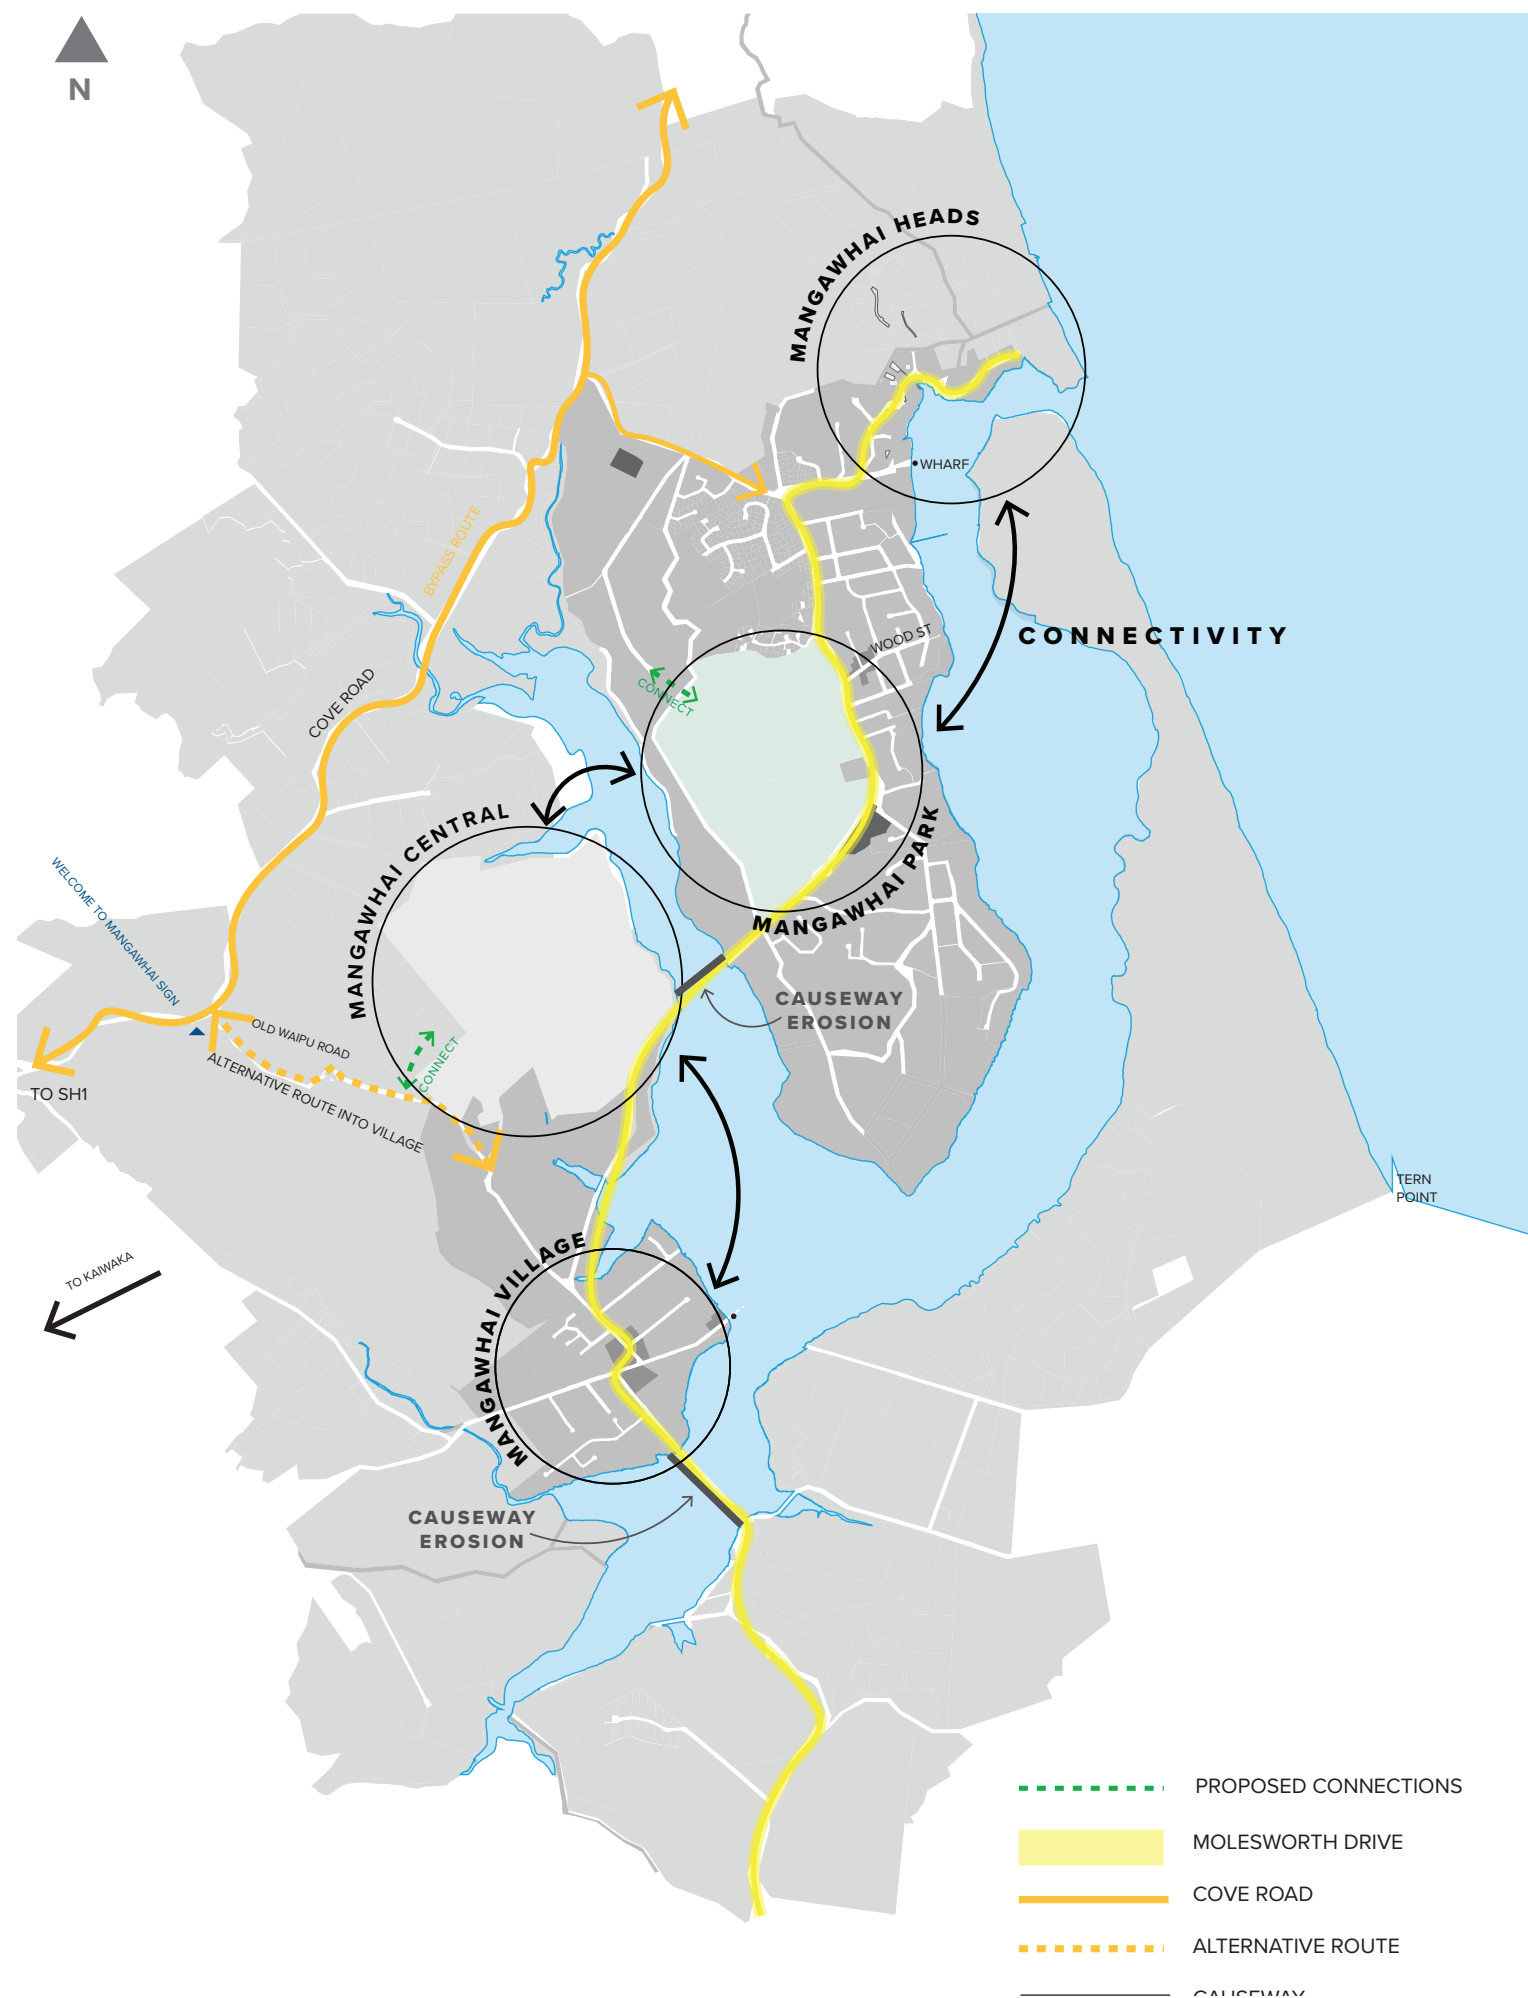 N
MANGAWHAI HEADS
WHARF
BYPASS ROUTE
CONNECTIVITY
WOOD ST
COVE ROAD
CONNECT
MANGAWHAI CENTRAL
MANGAWHAI PARK
WELCOME TO MANGAWHAI SIGN
CAUSEWAY
EROSION
OLD WAIPU ROAD
CONNECT
ALTERNATIVE ROUTE INTO VILLAGE
TO SH1
TERN
POINT
MANGAWHAI VILLAGE
TO KAIWAKA
CAUSEWAY
EROSION
PROPOSED CONNECTIONS
MOLESWORTH DRIVE
COVE ROAD
ALTERNATIVE ROUTE
CAUSEWAY